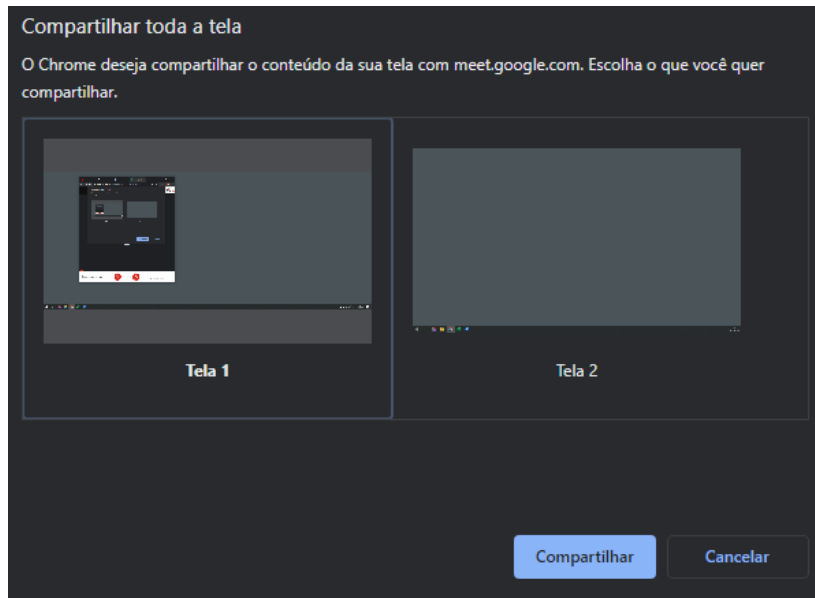 Compartilhar toda a tela
O Chrome deseja compartilhar o conteúdo da sua tela com meet.google.com. Escolha o que você quer
compartilhar.
Tela 1
Tela 2
Compartilhar
Cancelar